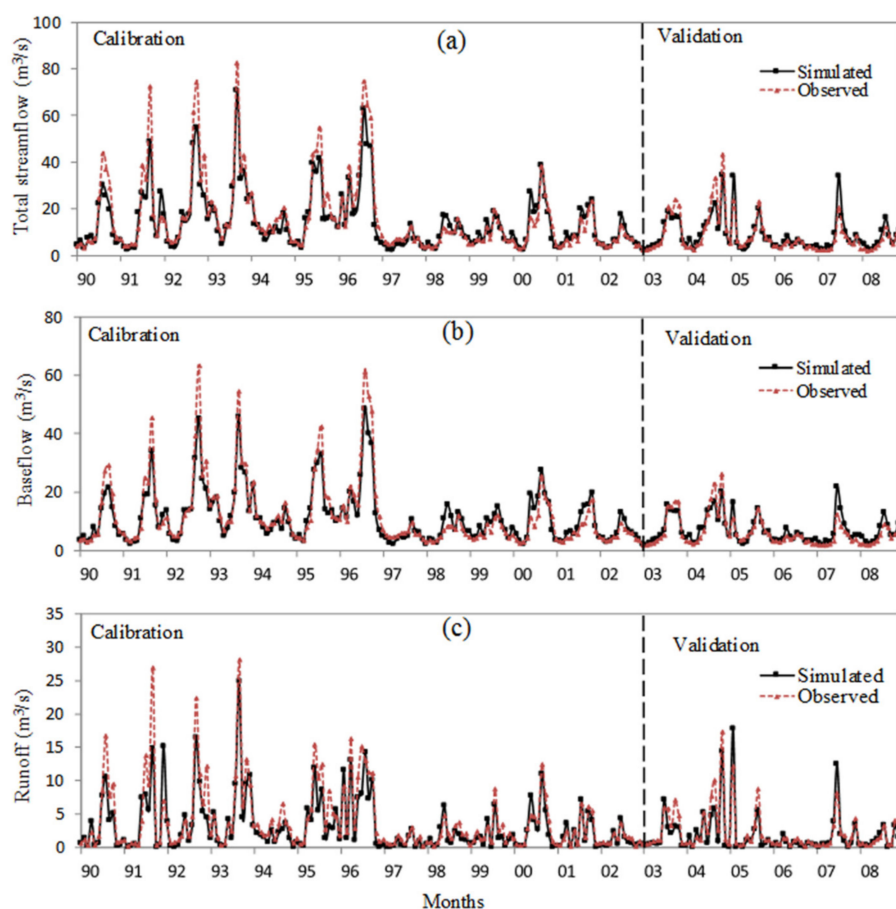 100
80
60
40
20
0
Total streamflow (m³/s)
Calibration
(a)
Validation
Simulated
Observed
90 91 92 93 94 95 96 97 98 99 00 01 02 03 04 05 06 07 08
80
60
40
20
0
Baseflow (m³/s)
Calibration
(b)
Validation
Simulated
Observed
90 91 92 93 94 95 96 97 98 99 00 01 02 03 04 05 06 07 08
35
30
25
20
15
10
5
0
Runoff (m³/s)
Calibration
(c)
Validation
Simulated
Observed
90 91 92 93 94 95 96 97 98 99 00 01 02 03 04 05 06 07 08
Months